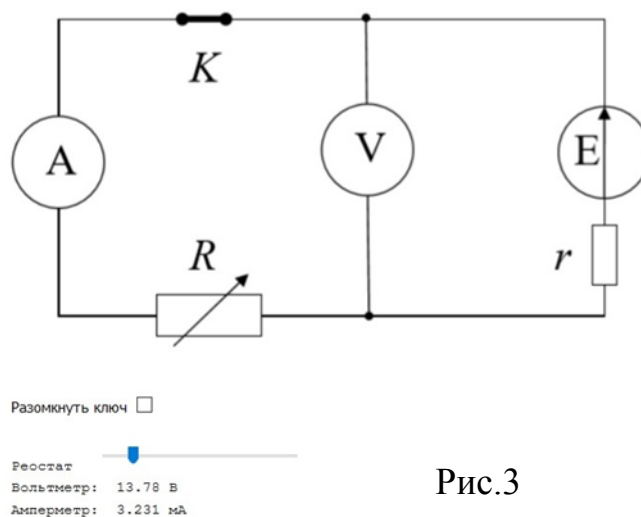 K
A
V
E
R
r
Разомкнуть ключ
Реостат
Вольтметр: 13.78 В
Амперметр: 3.231 мА
Рис.3